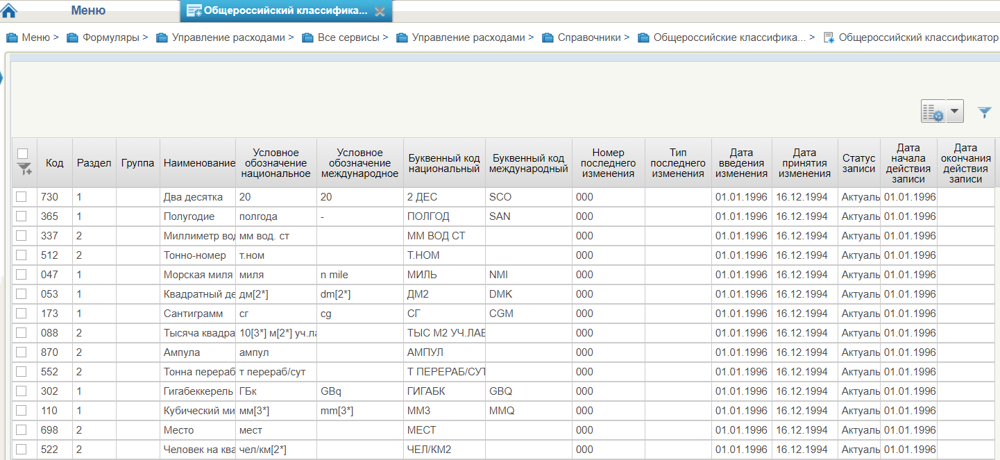 Меню
Общероссийский классифика...
Меню > Формуляры > Управление расходами > Все сервисы > Управление расходами > Справочники > Общероссийские классифика... > Общероссийский классификатор
Код Раздел Группа Наименование Условное обозначение национальное Условное обозначение международное Буквенный код национальный Буквенный код международный Номер последнего изменения Тип последнего изменения Дата введения изменения Дата принятия изменения Статус записи Дата начала действия записи Дата окончания действия записи
730 1 Два десятка 20 20 2 ДЕС SCO 000 01.01.1996 16.12.1994 Актуаль 01.01.1996
365 1 Полугодие полгода - ПОЛГОД SAN 000 01.01.1996 16.12.1994 Актуаль 01.01.1996
337 2 Миллиметр вод мм вод. ст ММ ВОД СТ 000 01.01.1996 16.12.1994 Актуаль 01.01.1996
512 2 Тонно-номер т.ном Т.НОМ 000 01.01.1996 16.12.1994 Актуаль 01.01.1996
047 1 Морская миля миля n mile МИЛЬ NMI 000 01.01.1996 16.12.1994 Актуаль 01.01.1996
053 1 Квадратный де дм[2*] dm[2*] ДМ2 DMK 000 01.01.1996 16.12.1994 Актуаль 01.01.1996
173 1 Сантиграмм сг cg СГ CGM 000 01.01.1996 16.12.1994 Актуаль 01.01.1996
088 2 Тысяча квадра 10[3*] м[2*] уч.ла ТЫС М2 УЧ.ЛАБ 000 01.01.1996 16.12.1994 Актуаль 01.01.1996
870 2 Ампула ампул АМПУЛ 000 01.01.1996 16.12.1994 Актуаль 01.01.1996
552 2 Тонна перераб т перераб/сут Т ПЕРЕРАБ/СУТ 000 01.01.1996 16.12.1994 Актуаль 01.01.1996
302 1 Гигабеккерель ГБк GBq ГИГАБК GBQ 000 01.01.1996 16.12.1994 Актуаль 01.01.1996
110 1 Кубический ми мм[3*] mm[3*] ММ3 MMQ 000 01.01.1996 16.12.1994 Актуаль 01.01.1996
698 2 Место мест МЕСТ 000 01.01.1996 16.12.1994 Актуаль 01.01.1996
522 2 Человек на ква чел/км[2*] ЧЕЛ/КМ2 000 01.01.1996 16.12.1994 Актуаль 01.01.1996